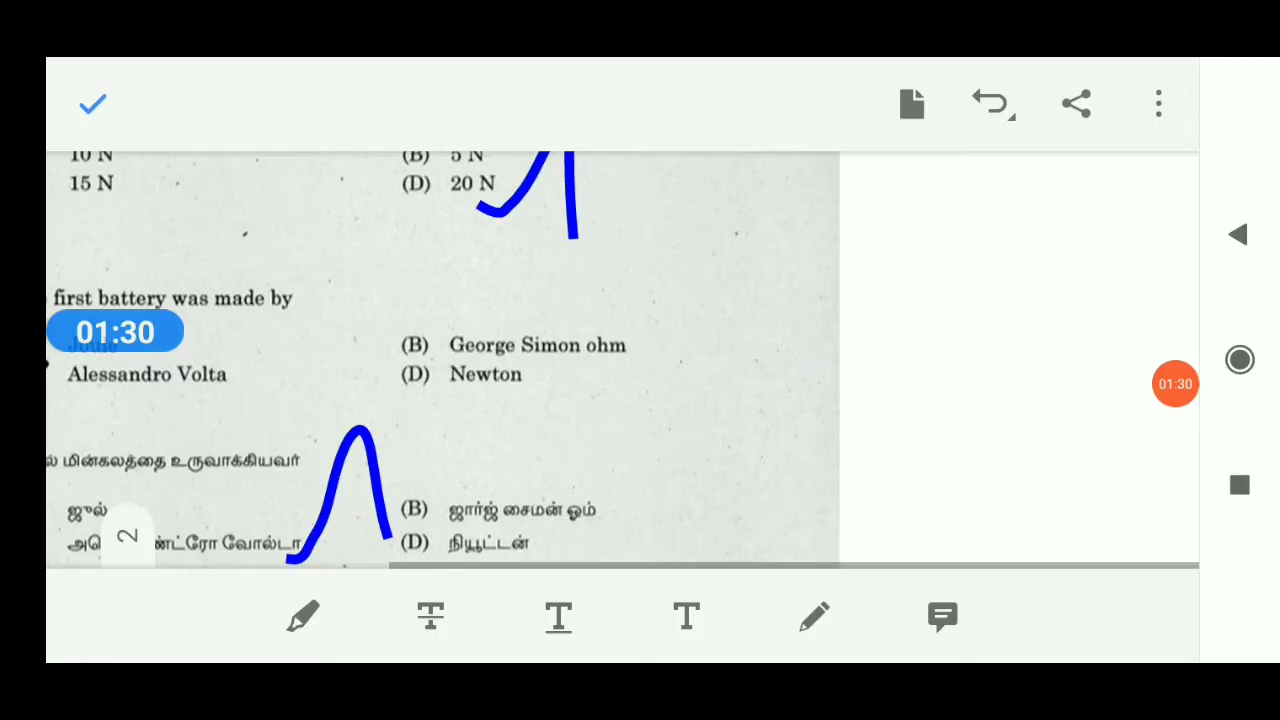 10 N (B) 5 N
15 N (D) 20 N
first battery was made by
01:30
(B) George Simon ohm
01:30
Alessandro Volta (D) Newton
மின்கலத்தை உருவாக்கியவர்
ஜுல் (B) ஜார்ஜ் சைமன் ஓம்
வோல்டா (D) நியூட்டன்
2